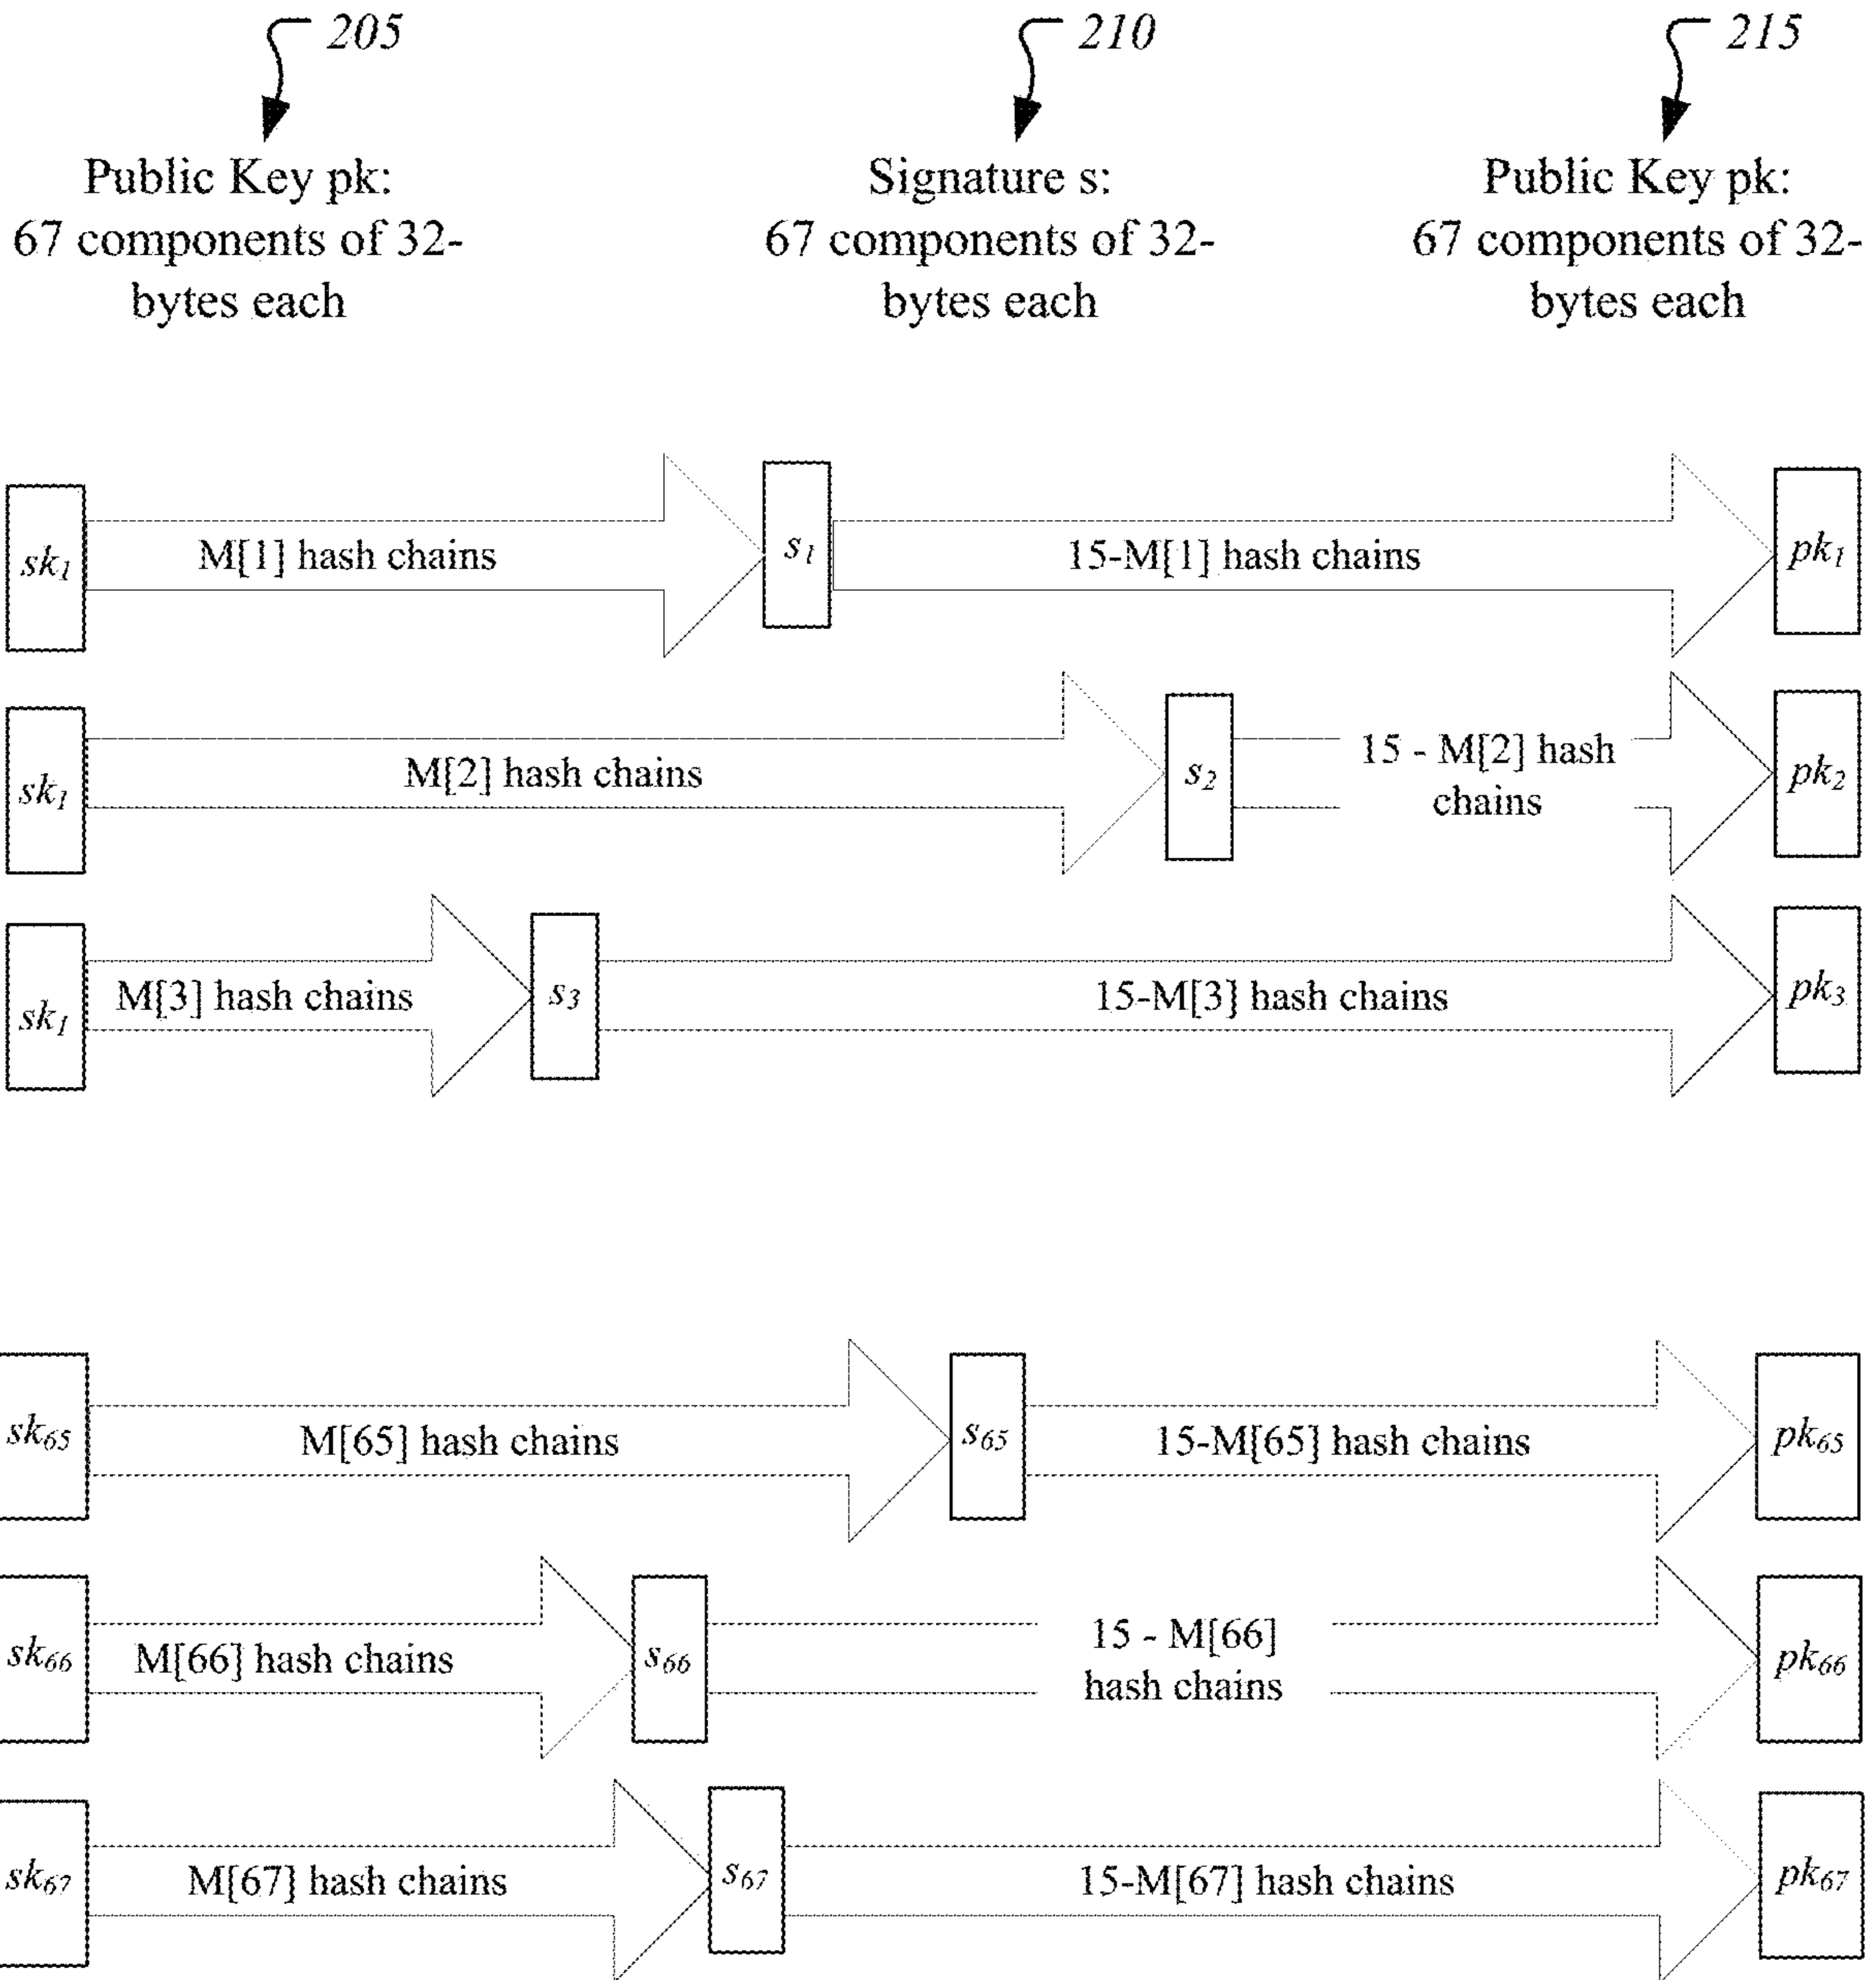 205
210
215
Public Key pk:
67 components of 32-
bytes each
Signature s:
67 components of 32-
bytes each
Public Key pk:
67 components of 32-
bytes each
sk1
M[1] hash chains
s1
15-M[1] hash chains
pk1
sk1
M[2] hash chains
s2
15 - M[2] hash
chains
pk2
sk1
M[3] hash chains
s3
15-M[3] hash chains
pk3
sk65
M[65] hash chains
s65
15-M[65] hash chains
pk65
sk66
M[66] hash chains
s66
15 - M[66]
hash chains
pk66
sk67
M[67] hash chains
s67
15-M[67] hash chains
pk67